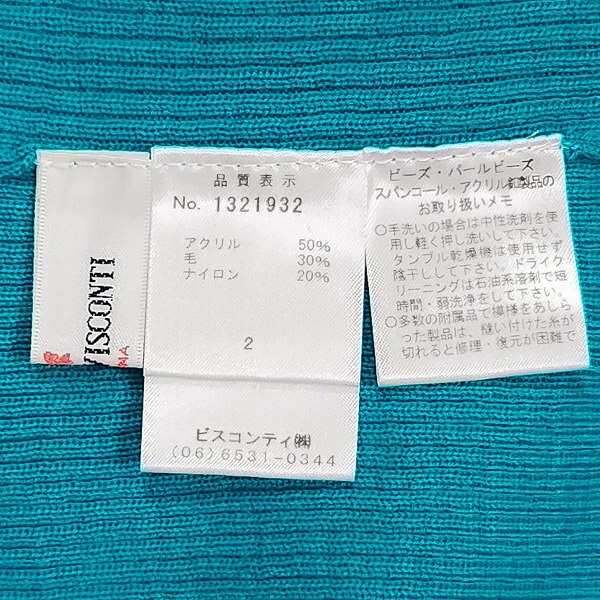 VISCONTI
品質表示
No. 1321932
アクリル 50%
毛 30%
ナイロン 20%
2
ビスコンティ㈱
(06)6531-0344
ビーズ・パールビーズ
スパンコール・アクリル釦製品の
お取り扱いメモ
○手洗いの場合は中性洗剤を使
用し軽く押し洗いして下さい。
タンブル乾燥機は使用せず
陰干しして下さい。ドライク
リーニングは石油系溶剤で短
時間・弱洗浄をして下さい。
○多数の付属品で模様をあしら
った製品は、縫い付けた糸が
切れると修理・復元が困難で